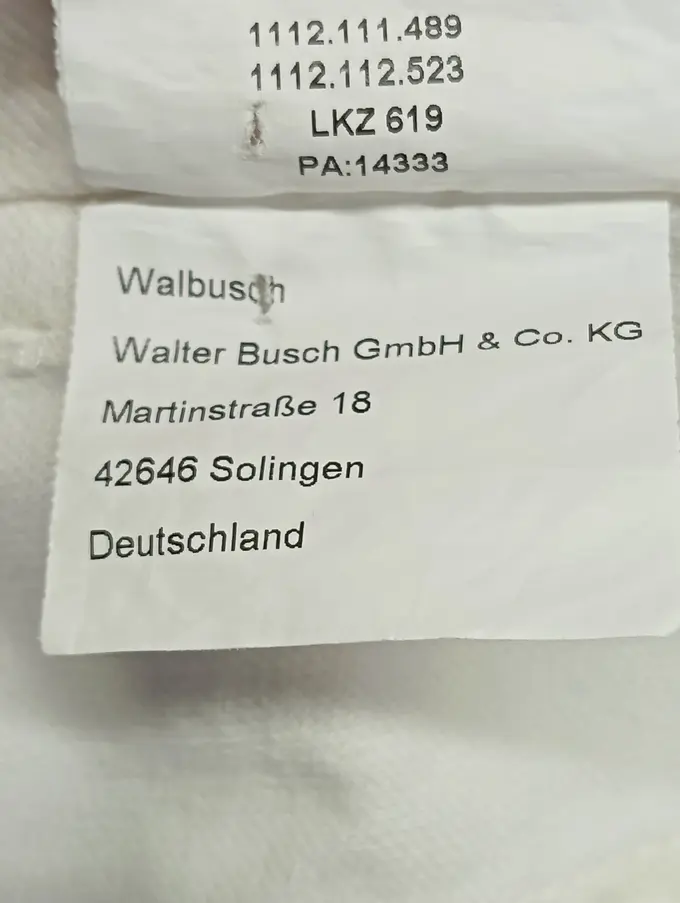 1112.111.489
1112.112.523
LKZ 619
PA:14333
Walbusch
Walter Busch GmbH & Co. KG
Martinstraße 18
42646 Solingen
Deutschland